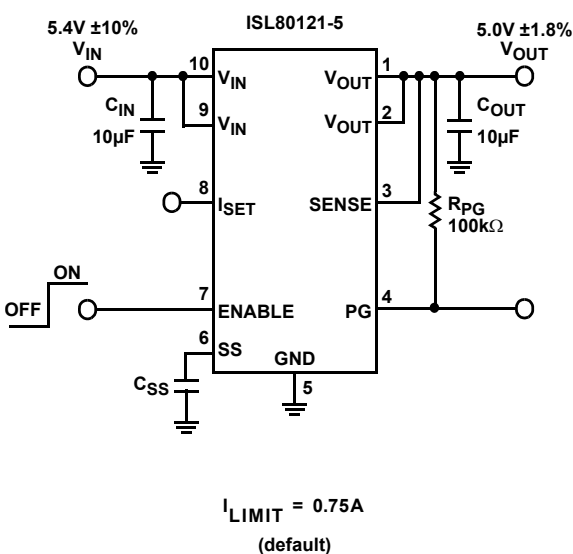 ISL80121-5
5.4V ±10%
VIN
5.0V ±1.8%
VOUT
10
VIN
9
VIN
CIN
10µF
1
VOUT
2
VOUT
COUT
10µF
8
ISET
SENSE
3
RPG
100kΩ
ON
OFF
7
ENABLE
PG
4
6
SS
GND
5
CSS
ILIMIT = 0.75A
(default)